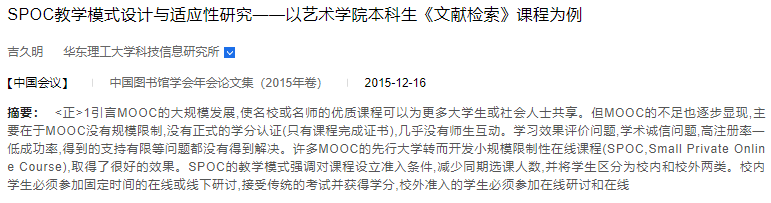 SPOC教学模式设计与适应性研究——以艺术学院本科生《文献检索》课程为例
吉久明 华东理工大学科技信息研究所
【中国会议】 中国图书馆学会年会论文集（2015年卷） 2015-12-16
摘要： <正>1引言MOOC的大规模发展,使名校或名师的优质课程可以为更多大学生或社会人士共享。但MOOC的不足也逐步显现,主
要在于MOOC没有规模限制,没有正式的学分认证(只有课程完成证书),几乎没有师生互动。学习效果评价问题,学术诚信问题,高注册率—
低成功率,得到的支持有限等问题都没有得到解决。许多MOOC的先行大学转而开发小规模限制性在线课程(SPOC,Small Private Onlin
e Course),取得了很好的效果。SPOC的教学模式强调对课程设立准入条件,减少同期选课人数,并将学生区分为校内和校外两类。校内
学生必须参加固定时间的在线或线下研讨,接受传统的考试并获得学分,校外准入的学生必须参加在线研讨和在线